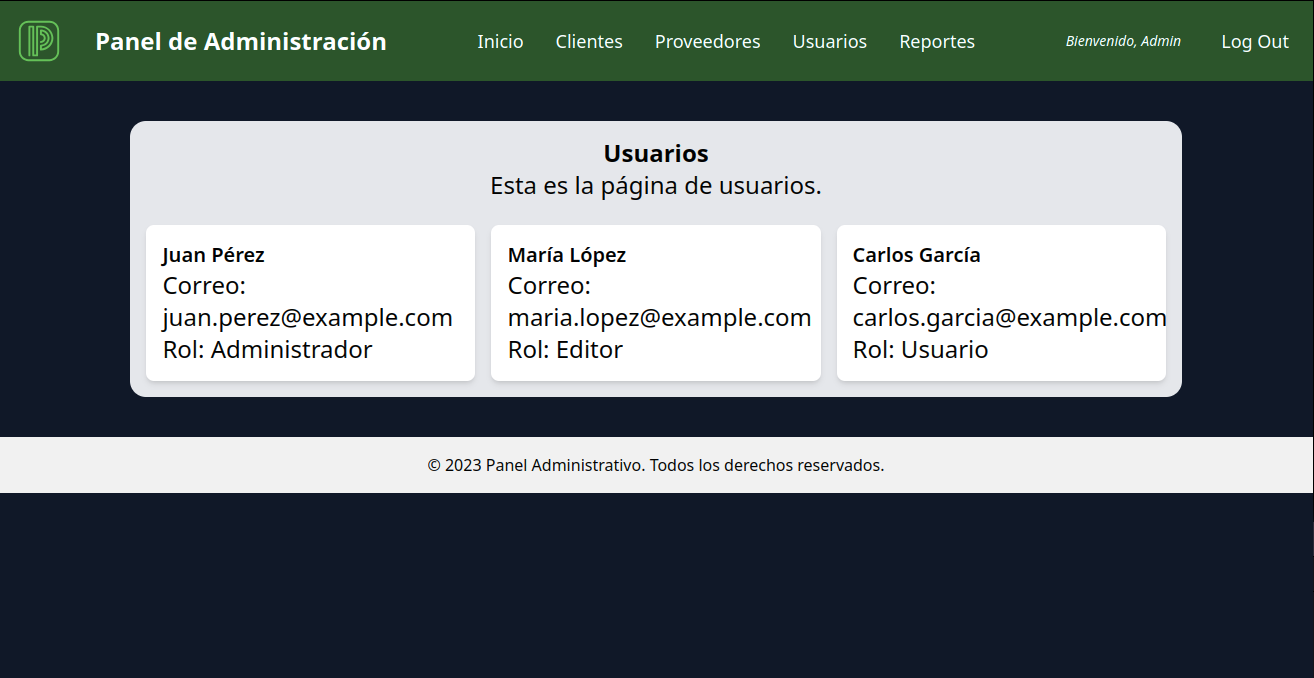 Panel de Administración
Inicio Clientes Proveedores Usuarios Reportes
Bienvenido, Admin
Log Out
Usuarios
Esta es la página de usuarios.
Juan Pérez
Correo:
juan.perez@example.com
Rol: Administrador
María López
Correo:
maria.lopez@example.com
Rol: Editor
Carlos García
Correo:
carlos.garcia@example.com
Rol: Usuario
© 2023 Panel Administrativo. Todos los derechos reservados.